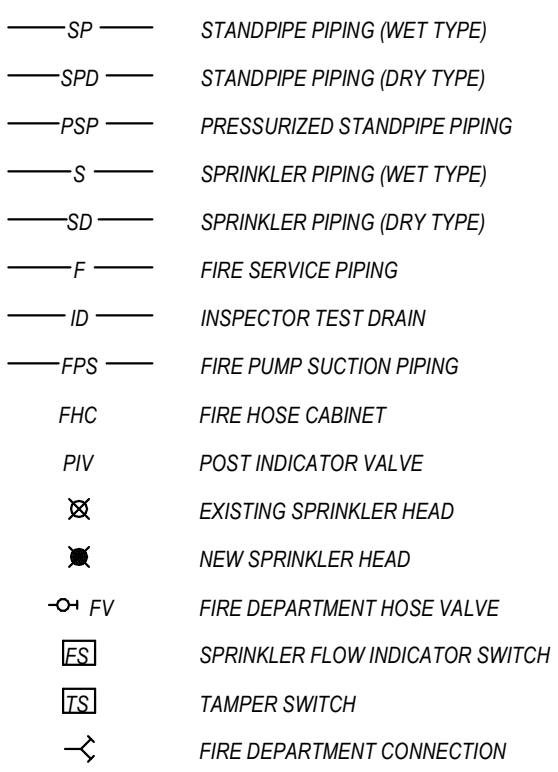 SP STANDPIPE PIPING (WET TYPE)
SPD STANDPIPE PIPING (DRY TYPE)
PSP PRESSURIZED STANDPIPE PIPING
S SPRINKLER PIPING (WET TYPE)
SD SPRINKLER PIPING (DRY TYPE)
F FIRE SERVICE PIPING
ID INSPECTOR TEST DRAIN
FPS FIRE PUMP SUCTION PIPING
FHC FIRE HOSE CABINET
PIV POST INDICATOR VALVE
EXISTING SPRINKLER HEAD
NEW SPRINKLER HEAD
FV FIRE DEPARTMENT HOSE VALVE
FS SPRINKLER FLOW INDICATOR SWITCH
TS TAMPER SWITCH
FIRE DEPARTMENT CONNECTION